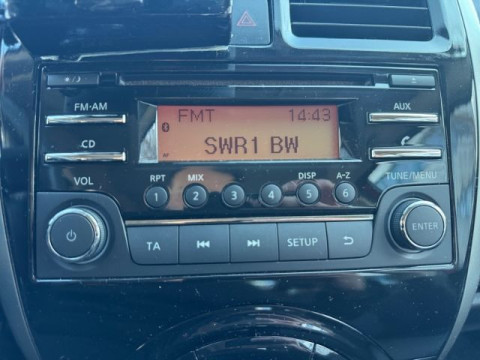 FMT 14:43
SWR1 BW
FM·AM
CD
AUX
VOL
RPT MIX DISP A-Z
1 2 3 4 5 6
TUNE/MENU
ENTER
TA SETUP